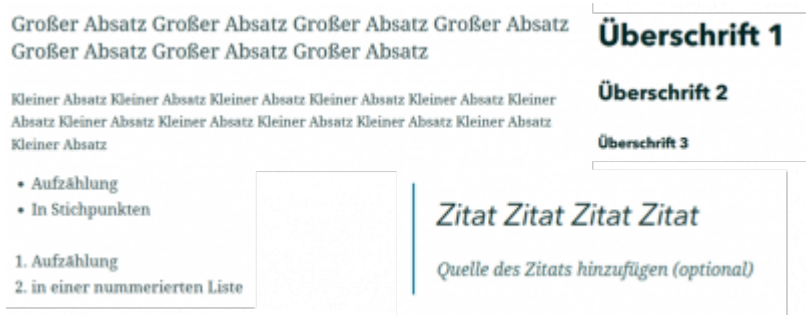 Großer Absatz Großer Absatz Großer Absatz Großer Absatz
Großer Absatz Großer Absatz Großer Absatz
Kleiner Absatz Kleiner Absatz Kleiner Absatz Kleiner Absatz Kleiner Absatz Kleiner
Absatz Kleiner Absatz Kleiner Absatz Kleiner Absatz Kleiner Absatz Kleiner Absatz
Kleiner Absatz
• Aufzählung
• In Stichpunkten
1. Aufzählung
2. in einer nummerierten Liste
Überschrift 1
Überschrift 2
Überschrift 3
Zitat Zitat Zitat Zitat
Quelle des Zitats hinzufügen (optional)